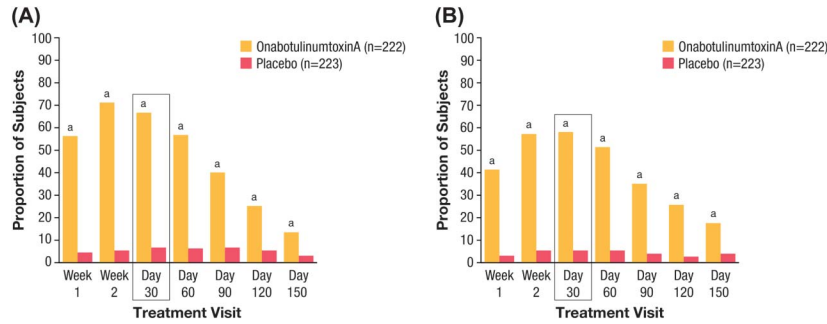 (A)
Proportion of Subjects
100
90
80
70
60
50
40
30
20
10
0
OnabotulinumtoxinA (n=222)
Placebo (n=223)
a
a
a
a
a
a
a
Week 1
Week 2
Day 30
Day 60
Day 90
Day 120
Day 150
Treatment Visit
(B)
Proportion of Subjects
100
90
80
70
60
50
40
30
20
10
0
OnabotulinumtoxinA (n=222)
Placebo (n=223)
a
a
a
a
a
a
a
Week 1
Week 2
Day 30
Day 60
Day 90
Day 120
Day 150
Treatment Visit